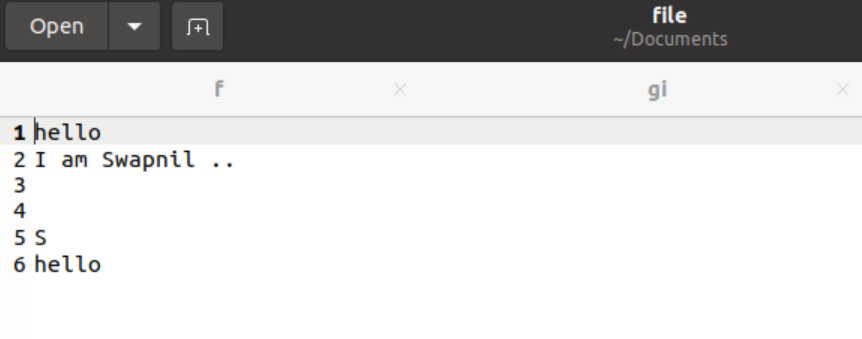 Open
file
~/Documents
f
gi
1 hello
2 I am Swapnil ..
3
4
5 S
6 hello